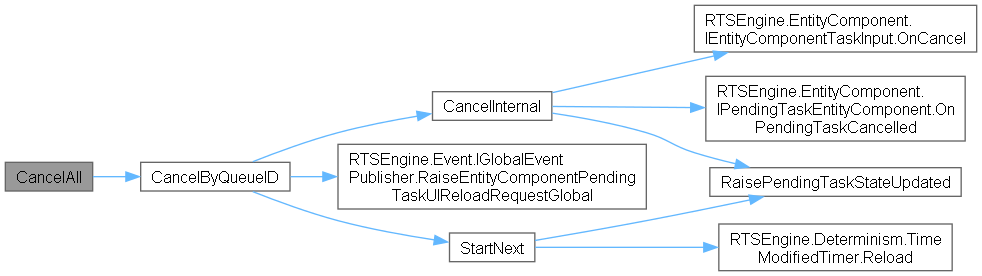 RTSEngine.EntityComponent.
IEntityComponentTaskInput.OnCancel
CancelInternal
RTSEngine.EntityComponent.
IPendingTaskEntityComponent.On
PendingTaskCancelled
CancelAll
CancelByQueueID
RTSEngine.Event.IGlobalEvent
Publisher.RaiseEntityComponentPending
TaskUIReloadRequestGlobal
RaisePendingTaskStateUpdated
StartNext
RTSEngine.Determinism.Time
ModifiedTimer.Reload